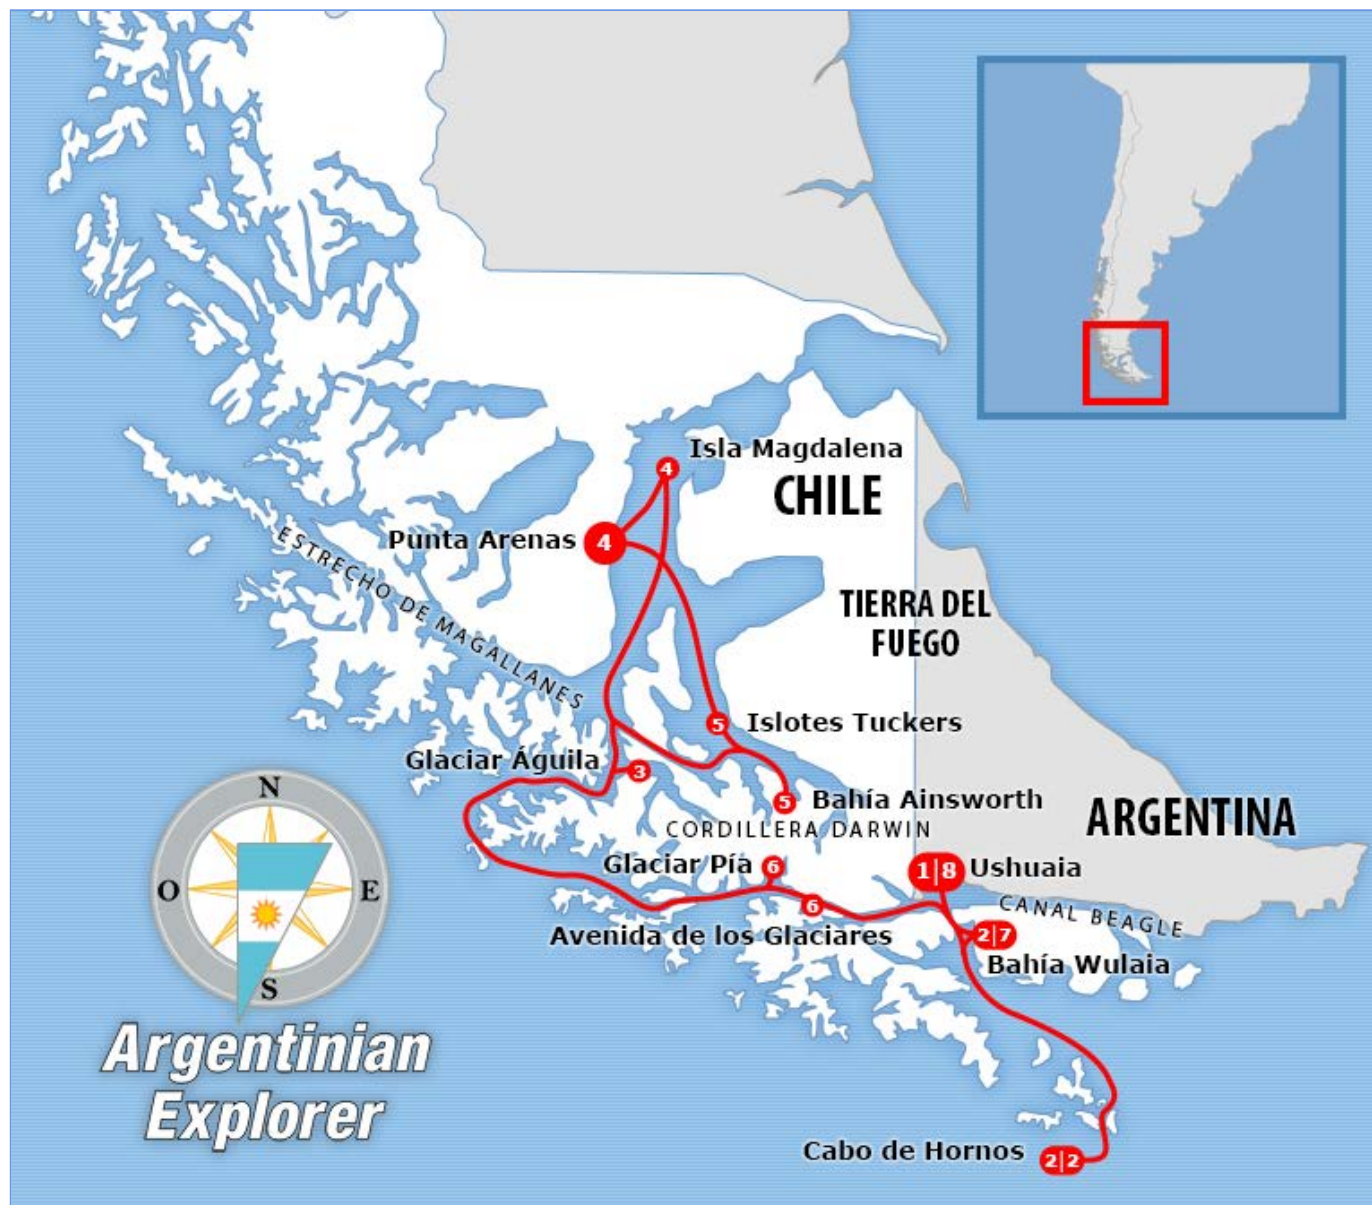 Isla Magdalena
4
CHILE
Punta Arenas
4
ESTRECHO DE MAGALLANES
TIERRA DEL
FUEGO
5
Islotes Tuckers
Glaciar Águila
3
5
Bahía Ainsworth
CORDILLERA DARWIN
ARGENTINA
Glaciar Pía
6
1|8
Ushuaia
6
CANAL BEAGLE
Avenida de los Glaciares
2|7
Bahía Wulaia
Cabo de Hornos
2|2
N
O
E
S
Argentinian
Explorer